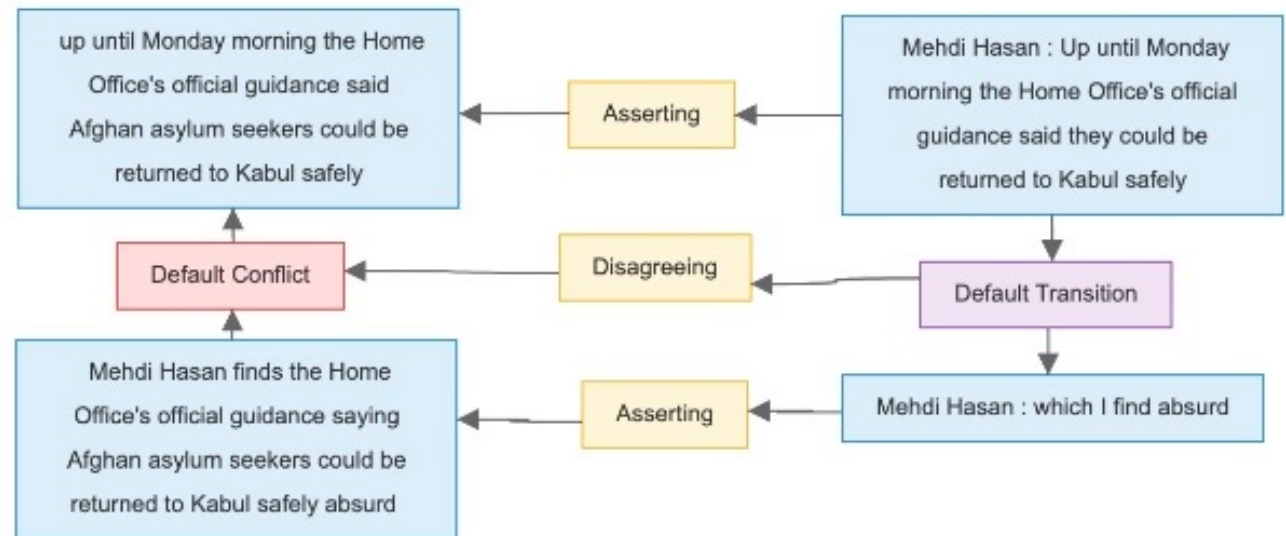 up until Monday morning the Home
Office's official guidance said
Afghan asylum seekers could be
returned to Kabul safely
Asserting
Mehdi Hasan : Up until Monday
morning the Home Office's official
guidance said they could be
returned to Kabul safely
Default Conflict
Disagreeing
Default Transition
Mehdi Hasan finds the Home
Office's official guidance saying
Afghan asylum seekers could be
returned to Kabul safely absurd
Asserting
Mehdi Hasan : which I find absurd